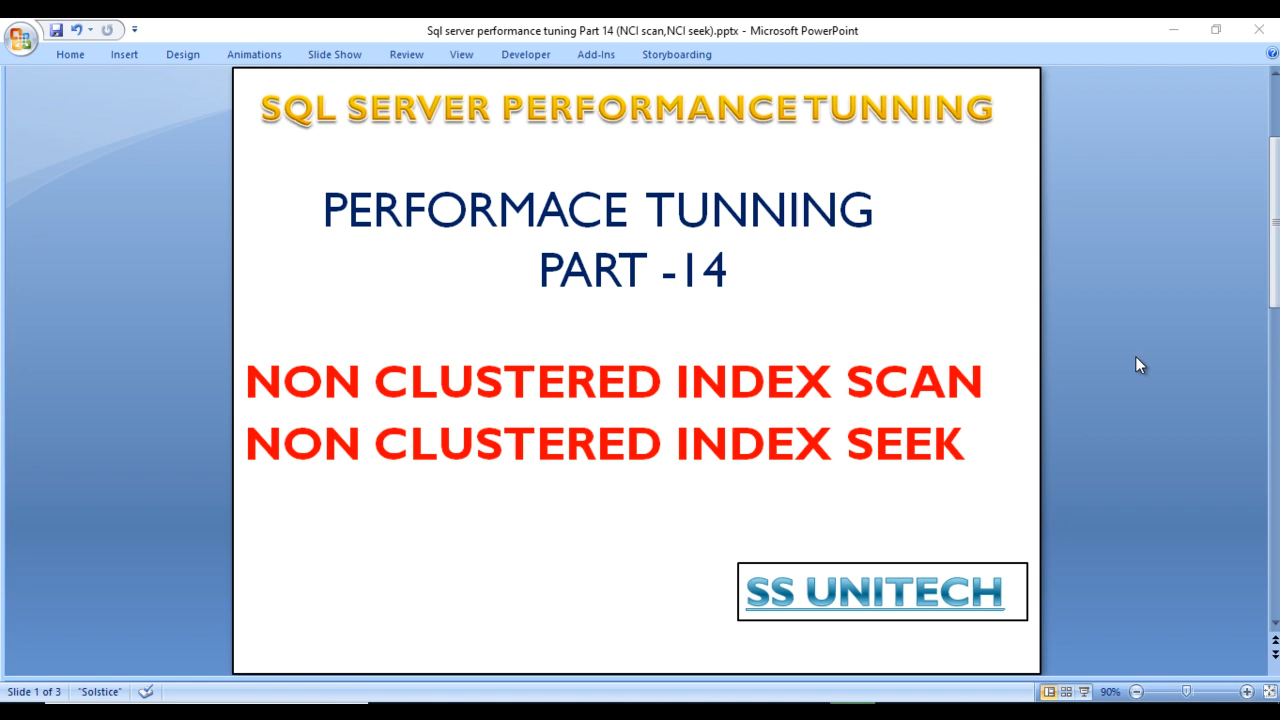 Sql server performance tuning Part 14 (NCI scan,NCI seek).pptx - Microsoft PowerPoint
Home Insert Design Animations Slide Show Review View Developer Add-Ins Storyboarding
SQL SERVER PERFORMANCE TUNNING
PERFORMACE TUNNING
PART -14
NON CLUSTERED INDEX SCAN
NON CLUSTERED INDEX SEEK
SS UNITECH
Slide 1 of 3 "Solstice" 90%